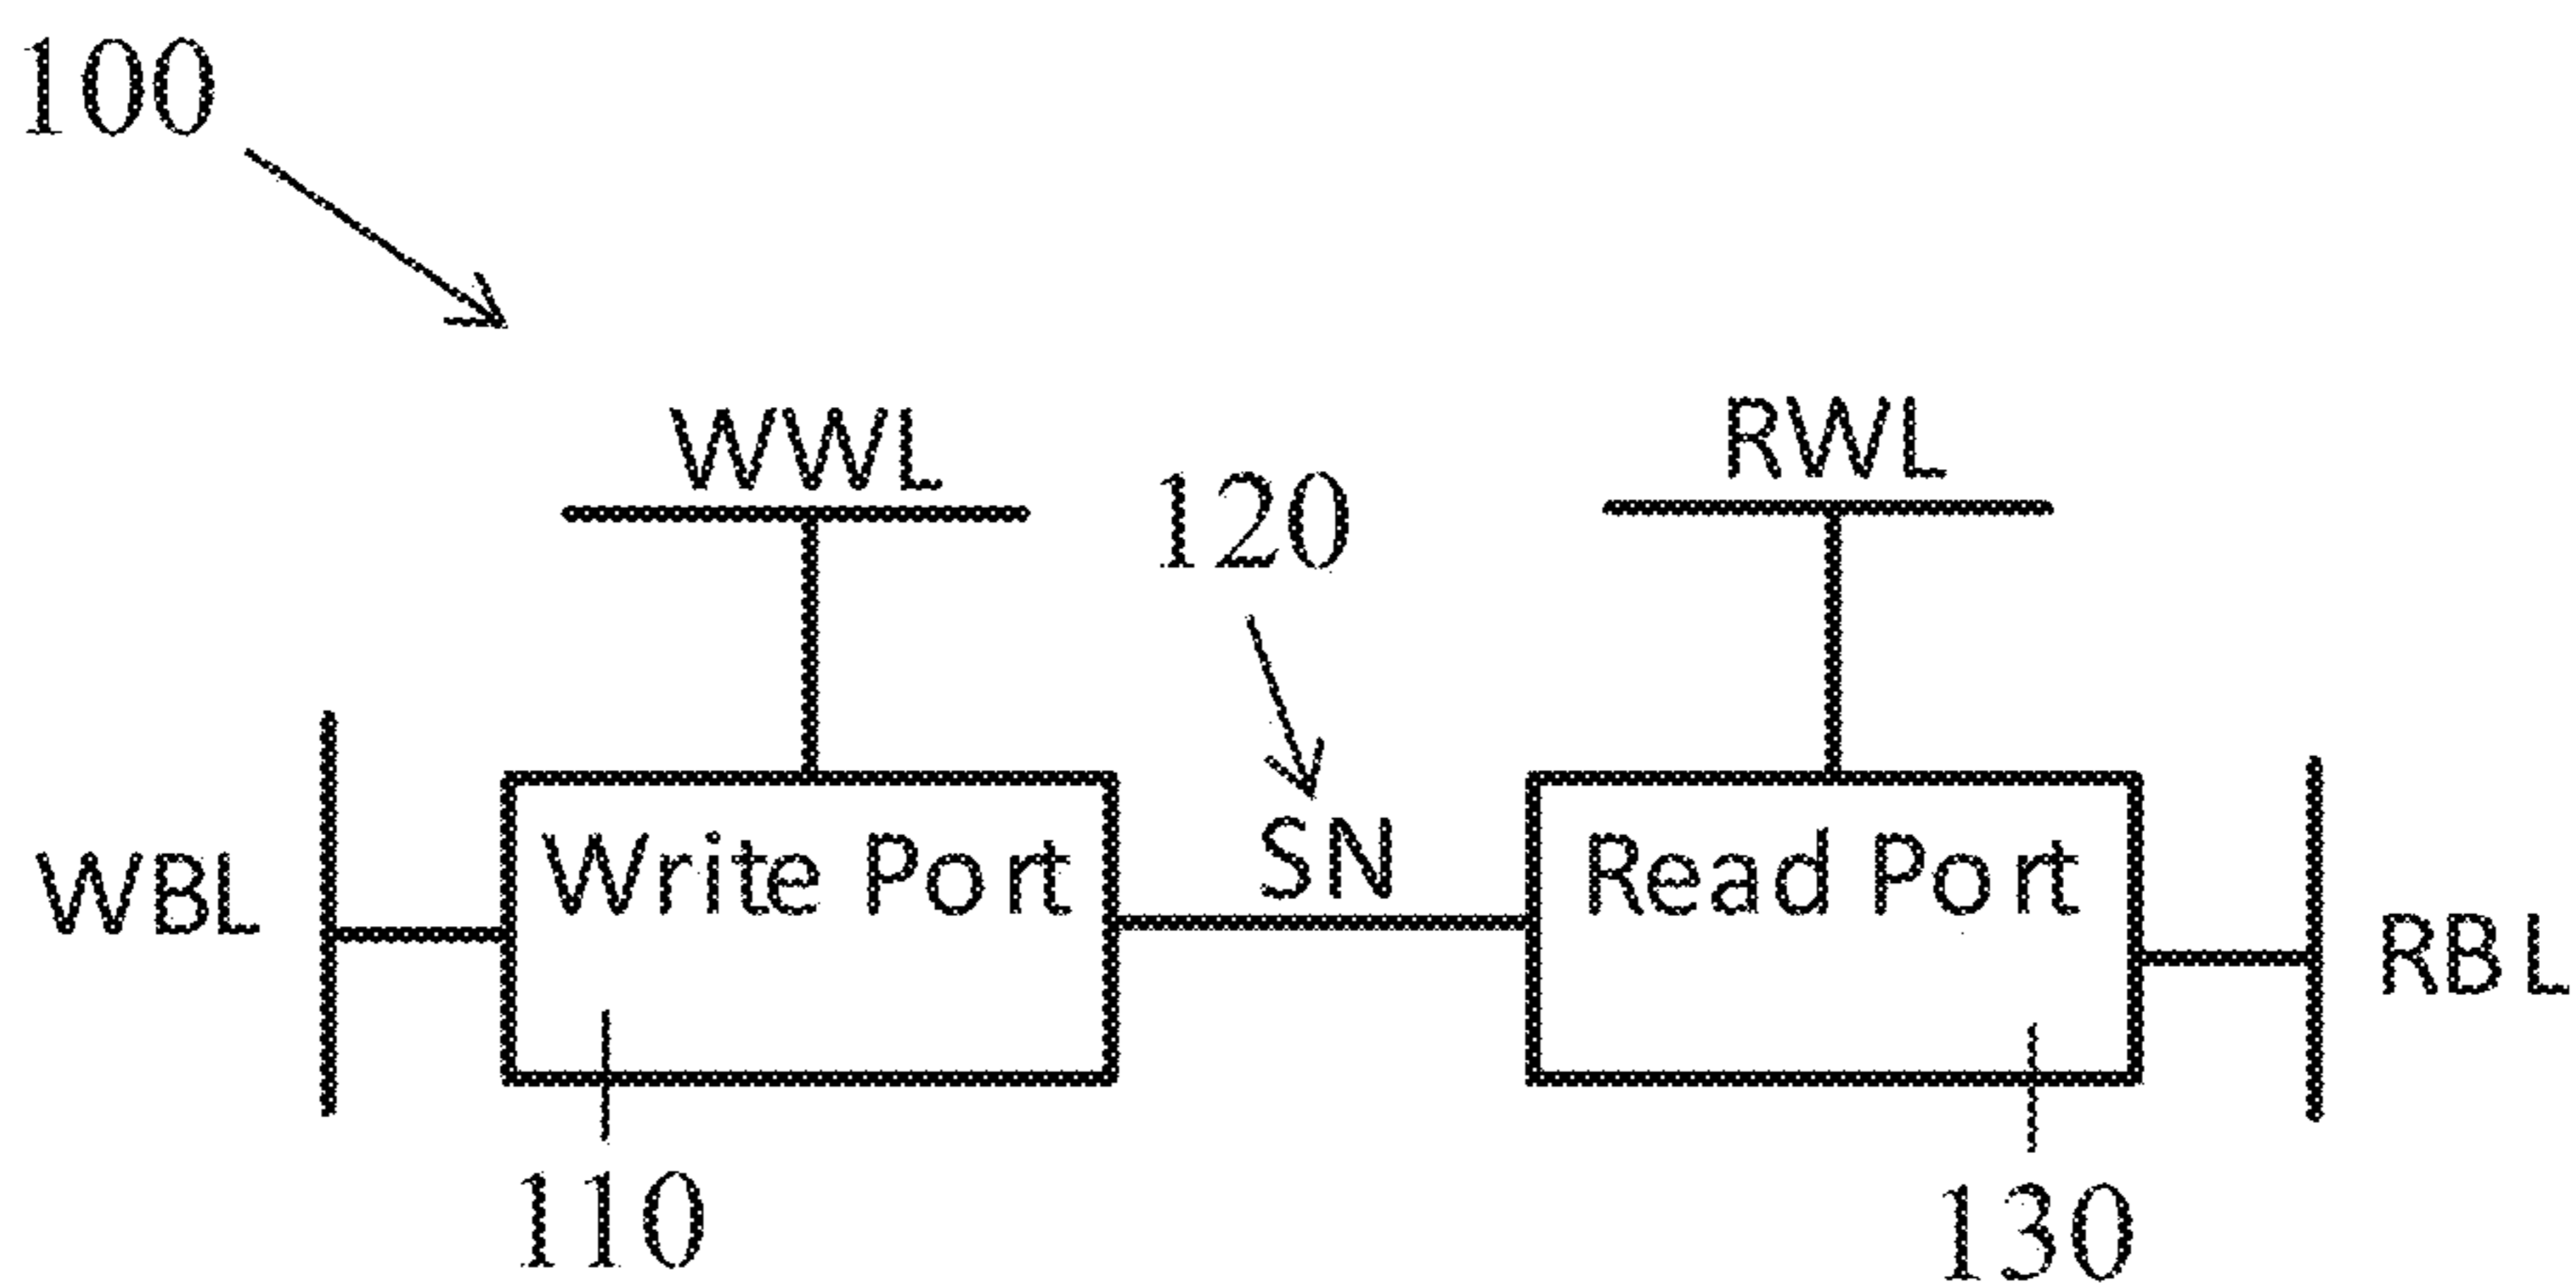 100
WWL
RWL
120
WBL
Write Port
SN
Read Port
RBL
110
130